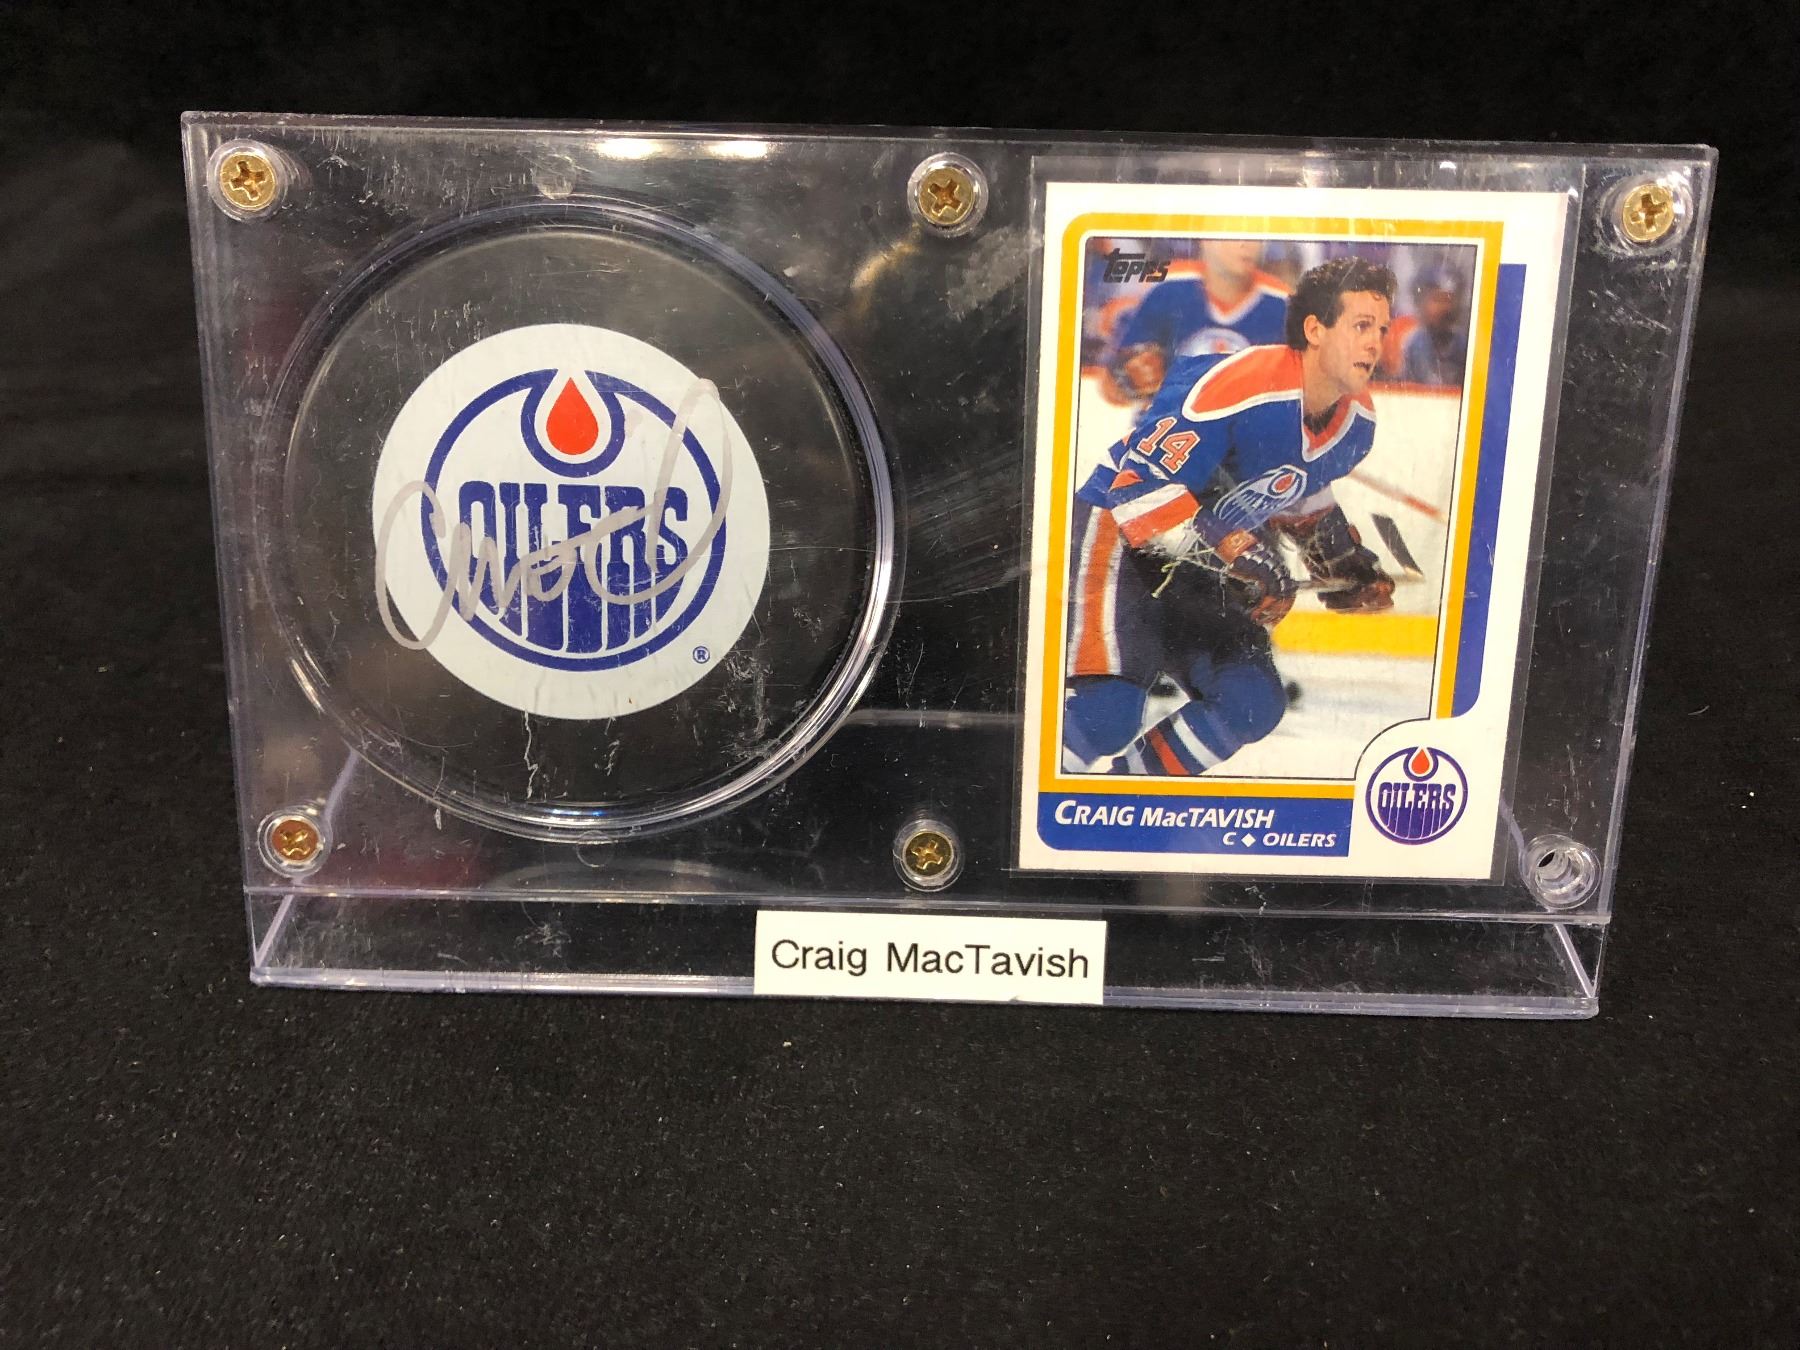 OILERS
®
Topps
14
CRAIG MacTAVISH
C ◆ OILERS
OILERS
Craig MacTavish